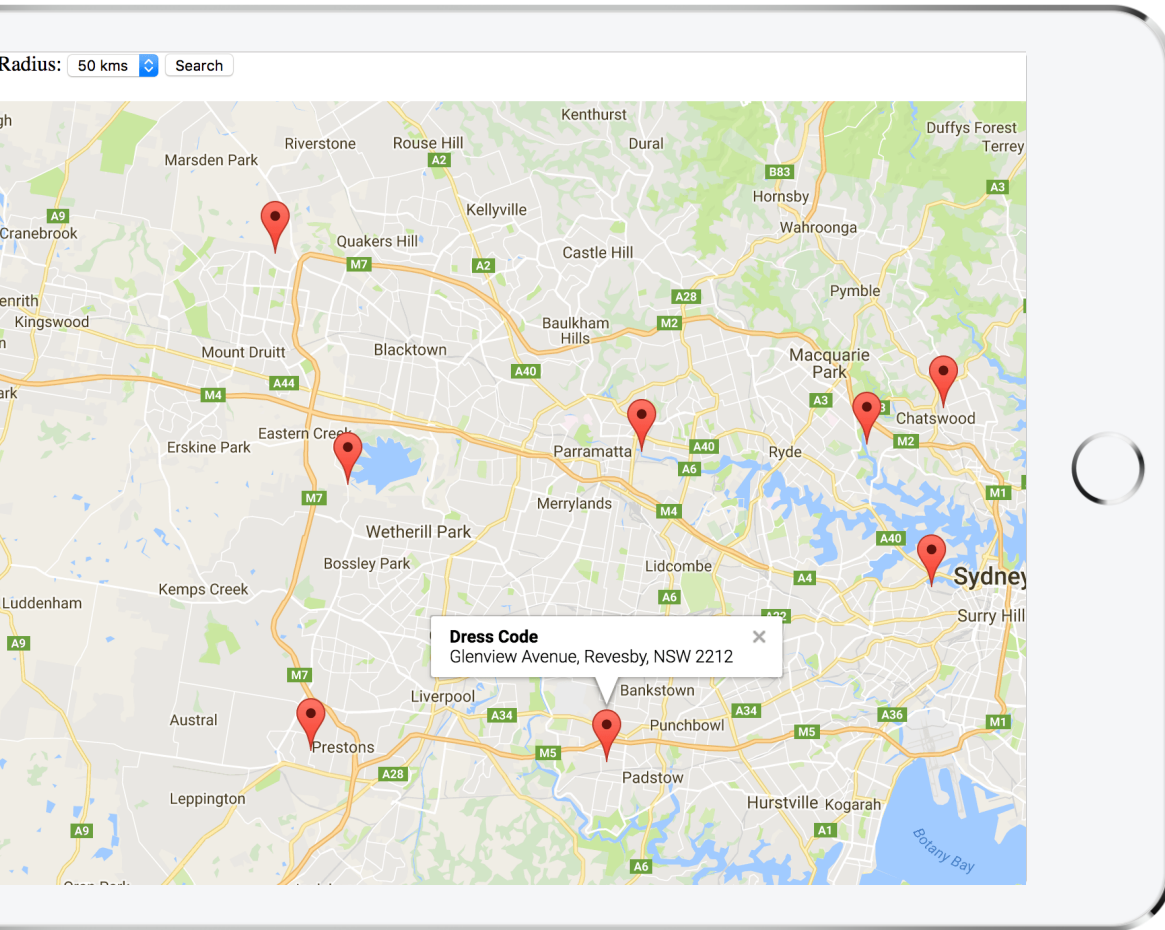 Radius: 50 kms Search
Kenthurst
Duffys Forest
Riverstone
Rouse Hill
Dural
Terrey
Marsden Park
A2
B83
A3
Hornsby
A9
Kellyville
Cranebrook
Wahroonga
Quakers Hill
Castle Hill
M7
A2
Pymble
enrith
A28
Kingswood
Baulkham
Hills
M2
Mount Druitt
Blacktown
Macquarie
Park
A40
A44
ark
M4
A3
Chatswood
Eastern Creek
Erskine Park
Parramatta
A40
Ryde
M2
A6
M7
Merrylands
M4
M1
Wetherill Park
A40
Bossley Park
Lidcombe
Sydney
Kemps Creek
A4
Luddenham
A6
Surry Hill
A22
A9
Dress Code
Glenview Avenue, Revesby, NSW 2212
M7
Liverpool
Bankstown
Austral
A34
Punchbowl
A34
A36
M1
Prestons
M5
M5
A28
Padstow
Leppington
Hurstville
Kogarah
A9
A1
Botany Bay
A6